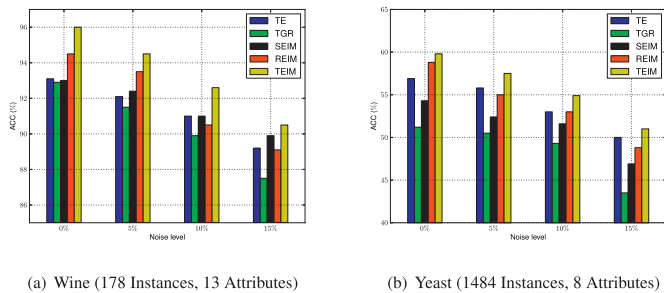 96
94
92
90
88
86
ACC (%)
0%
5%
10%
15%
Noise level
TE
TGR
SEIM
REIM
TEIM
65
60
55
50
45
40
ACC (%)
0%
5%
10%
15%
Noise level
TE
TGR
SEIM
REIM
TEIM
(a) Wine (178 Instances, 13 Attributes)
(b) Yeast (1484 Instances, 8 Attributes)